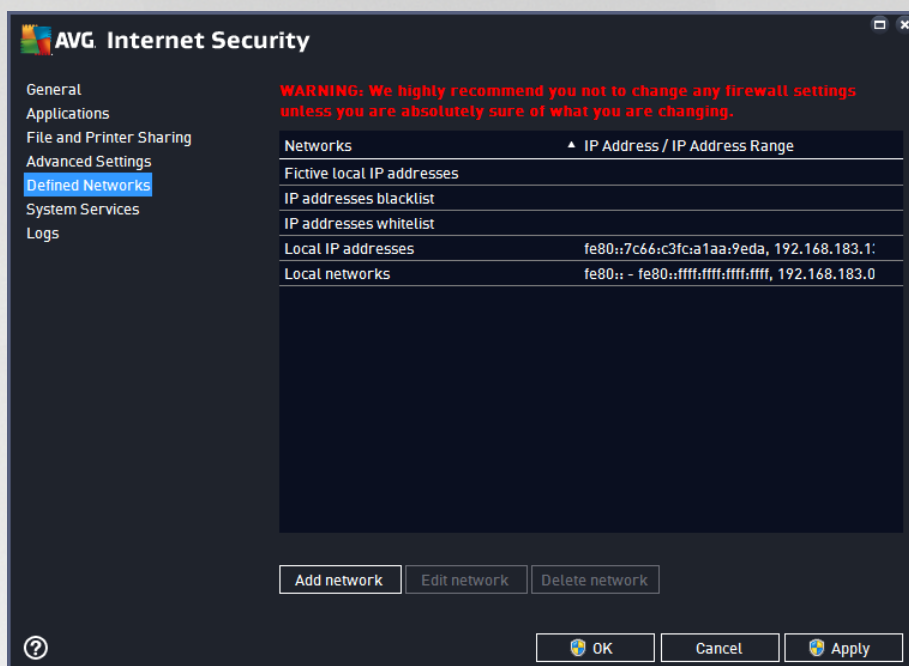 AVG Internet Security
General
Applications
File and Printer Sharing
Advanced Settings
Defined Networks
System Services
Logs
WARNING: We highly recommend you not to change any firewall settings
unless you are absolutely sure of what you are changing.
Networks IP Address / IP Address Range
Fictive local IP addresses
IP addresses blacklist
IP addresses whitelist
Local IP addresses fe80::7c66:c3fc:a1aa:9eda, 192.168.183.1
Local networks fe80:: - fe80::ffff:ffff:ffff:ffff, 192.168.183.0
Add network Edit network Delete network
OK Cancel Apply